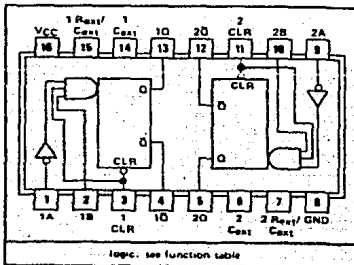 1 Rext/ 1 2
VCC Cext Cext 1Q 2Q̅ CLR 2B 2A
16 15 14 13 12 11 10 9
CLR
Q Q̅
Q̅ Q
CLR
1 2 3 4 5 6 7 8
1A 1B 1 1Q̅ 2Q 2 2 Rext/ GND
CLR Cext Cext
logic: see function table